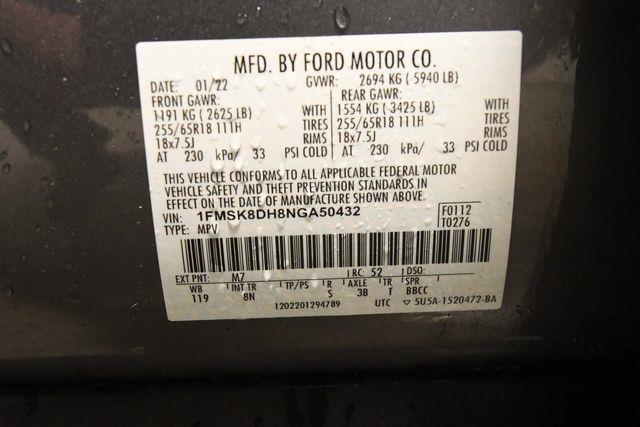 MFD. BY FORD MOTOR CO.
DATE: 01/22 GVWR: 2694 KG ( 5940 LB)
FRONT GAWR: REAR GAWR:
1191 KG ( 2625 LB) WITH 1554 KG ( 3425 LB) WITH
255/65R18 111H TIRES 255/65R18 111H TIRES
18x7.5J RIMS 18x7.5J RIMS
AT 230 kPa/ 33 PSI COLD AT 230 kPa/ 33 PSI COLD
THIS VEHICLE CONFORMS TO ALL APPLICABLE FEDERAL MOTOR
VEHICLE SAFETY AND THEFT PREVENTION STANDARDS IN
EFFECT ON THE DATE OF MANUFACTURE SHOWN ABOVE.
VIN: 1FMSK8DH8NGA50432 F0112
TYPE: MPV T0276
EXT PNT: M7 RC: 52 DSO:
WB INT TR TP/PS R AXLE TR SPR
119 8N S 3B T BBCC
1202201294789 UTC ▽ 5U5A-1520472-BA